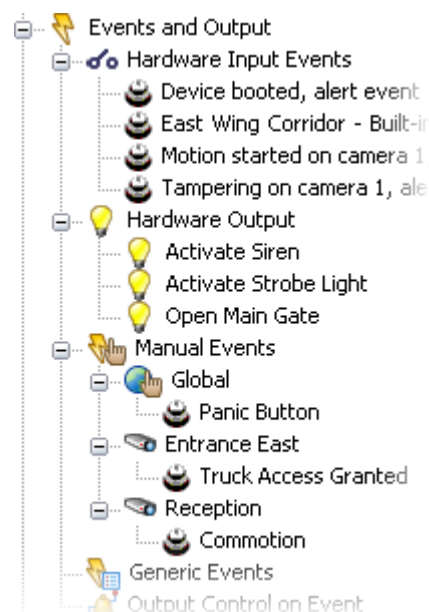 Events and Output
Hardware Input Events
Device booted, alert event
East Wing Corridor - Built-in
Motion started on camera 1
Tampering on camera 1, ale
Hardware Output
Activate Siren
Activate Strobe Light
Open Main Gate
Manual Events
Global
Panic Button
Entrance East
Truck Access Granted
Reception
Commotion
Generic Events
Output Control on Event